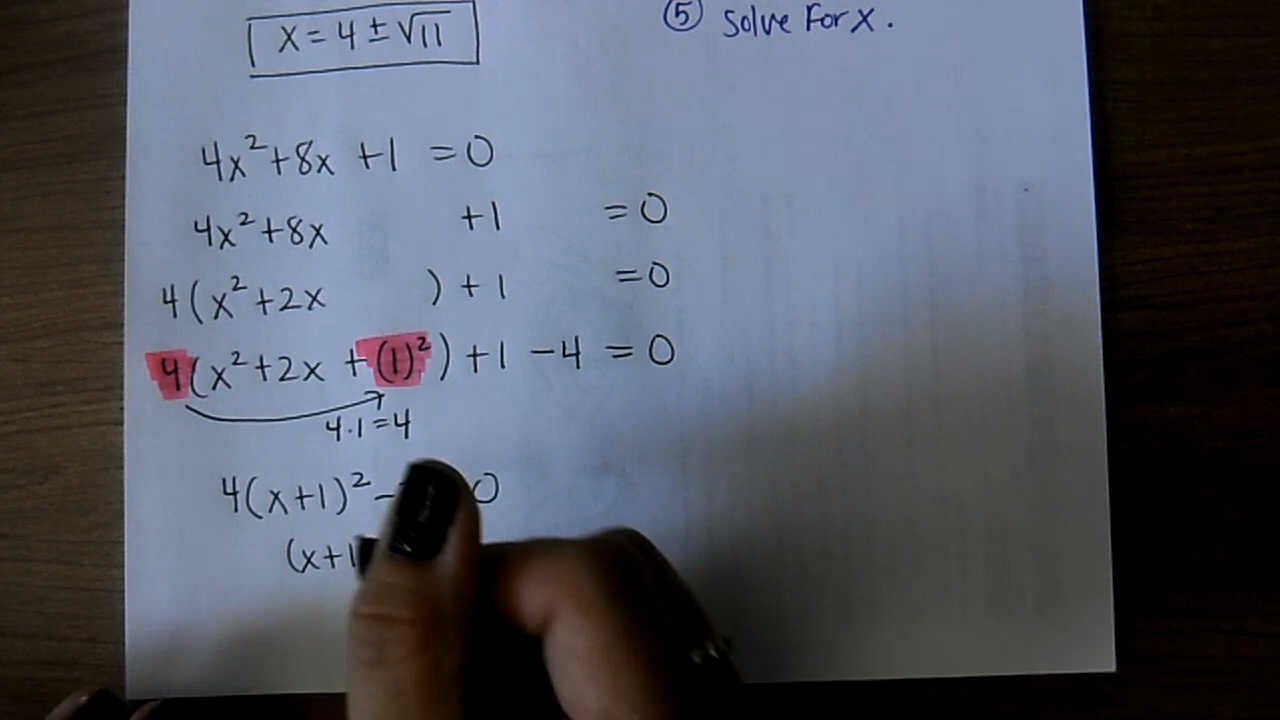 x = 4 ± √11
⑤ Solve For x.
4x² + 8x + 1 = 0
4x² + 8x + 1 = 0
4(x² + 2x ) + 1 = 0
4(x² + 2x + (1)²) + 1 - 4 = 0
4·1 = 4
4(x+1)² - 0
(x+1